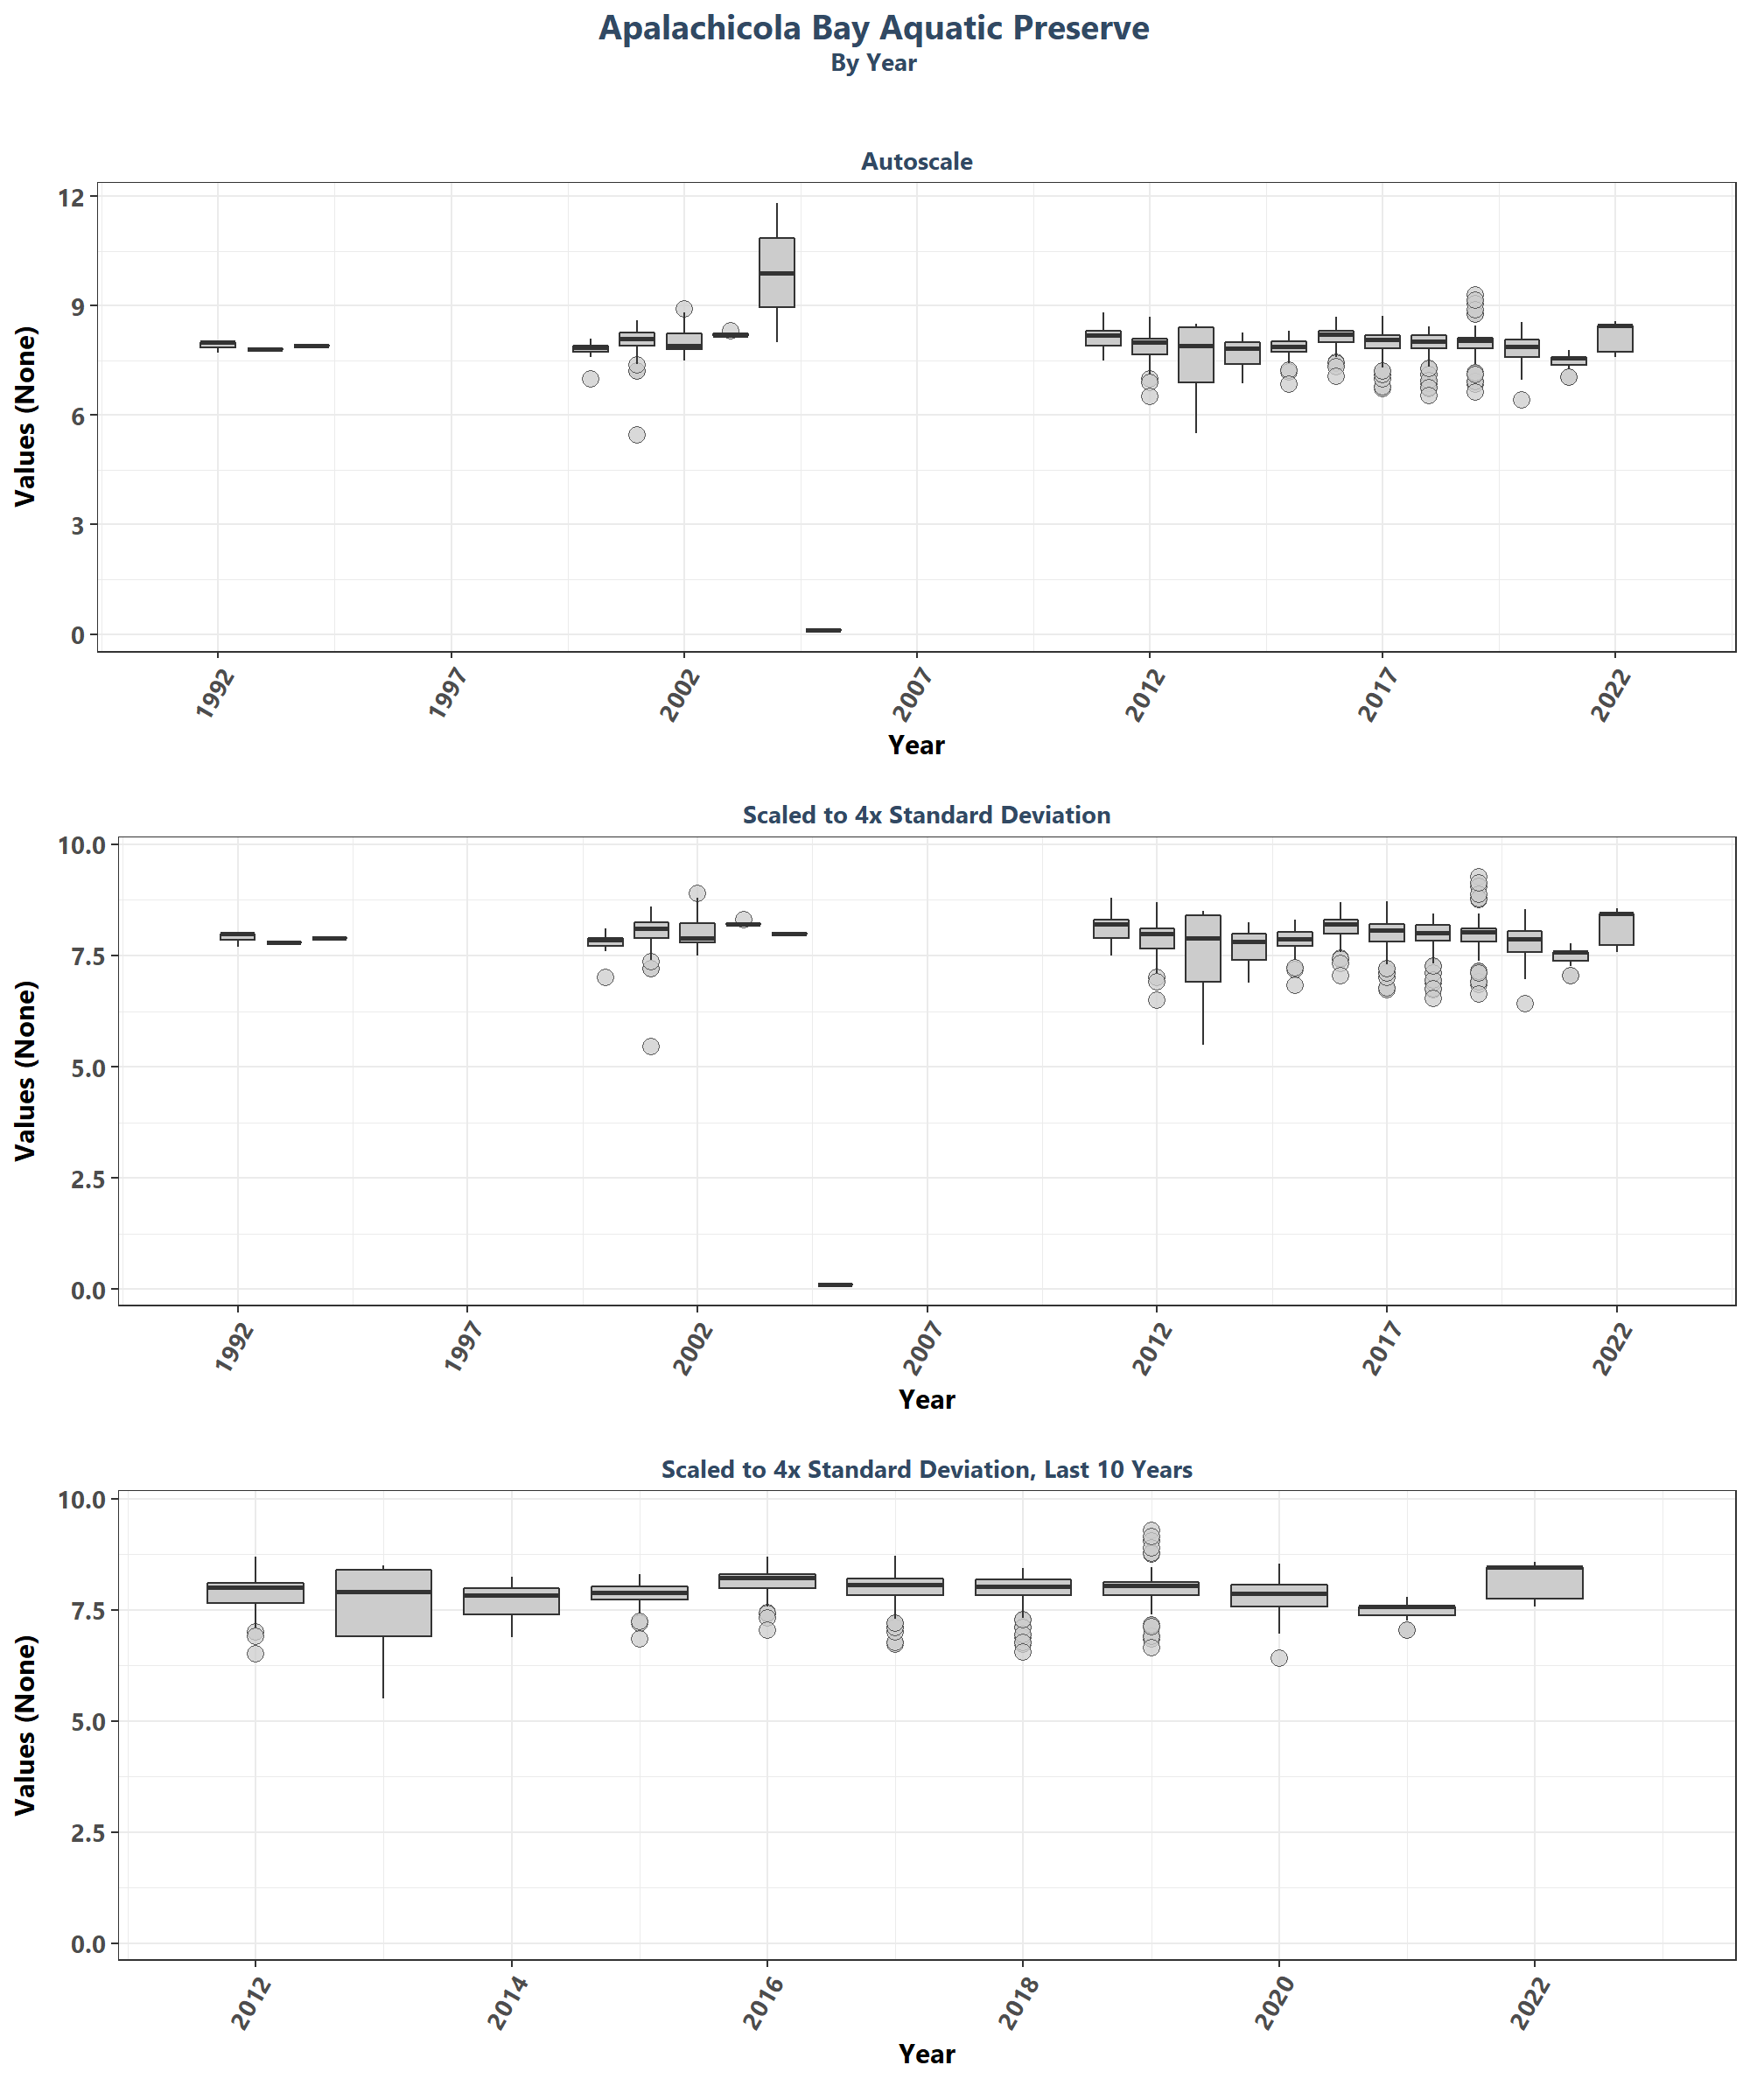 Apalachicola Bay Aquatic Preserve
By Year
Autoscale
Values (None)
12
9
6
3
0
1992 1997 2002 2007 2012 2017 2022
Year
Scaled to 4x Standard Deviation
Values (None)
10.0
7.5
5.0
2.5
0.0
1992 1997 2002 2007 2012 2017 2022
Year
Scaled to 4x Standard Deviation, Last 10 Years
Values (None)
10.0
7.5
5.0
2.5
0.0
2012 2014 2016 2018 2020 2022
Year